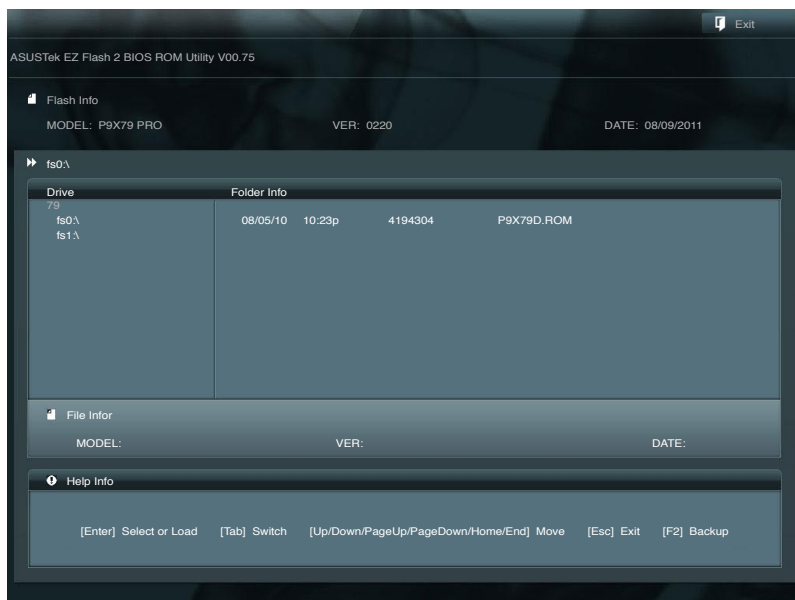 Exit
ASUSTek EZ Flash 2 BIOS ROM Utility V00.75
Flash Info
MODEL: P9X79 PRO VER: 0220 DATE: 08/09/2011
fs0:\
Drive Folder Info
79
fs0:\ 08/05/10 10:23p 4194304 P9X79D.ROM
fs1:\
File Infor
MODEL: VER: DATE:
Help Info
[Enter] Select or Load [Tab] Switch [Up/Down/PageUp/PageDown/Home/End] Move [Esc] Exit [F2] Backup